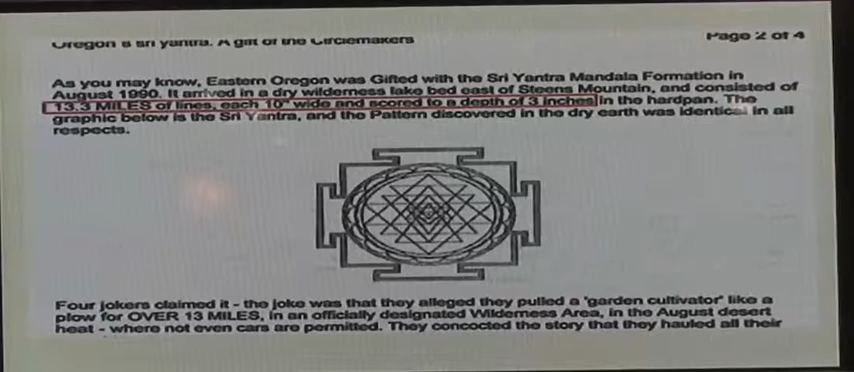 Oregon's sri yantra. A gift of the Circlemakers
Page 2 of 4
As you may know, Eastern Oregon was Gifted with the Sri Yantra Mandala Formation in
August 1990. It arrived in a dry wilderness lake bed east of Steens Mountain, and consisted of
13.3 MILES of lines, each 10" wide and scored to a depth of 3 inches in the hardpan. The
graphic below is the Sri Yantra, and the Pattern discovered in the dry earth was identical in all
respects.
Four jokers claimed it - the joke was that they alleged they pulled a 'garden cultivator' like a
plow for OVER 13 MILES, in an officially designated Wilderness Area, in the August desert
heat - where not even cars are permitted. They concocted the story that they hauled all their